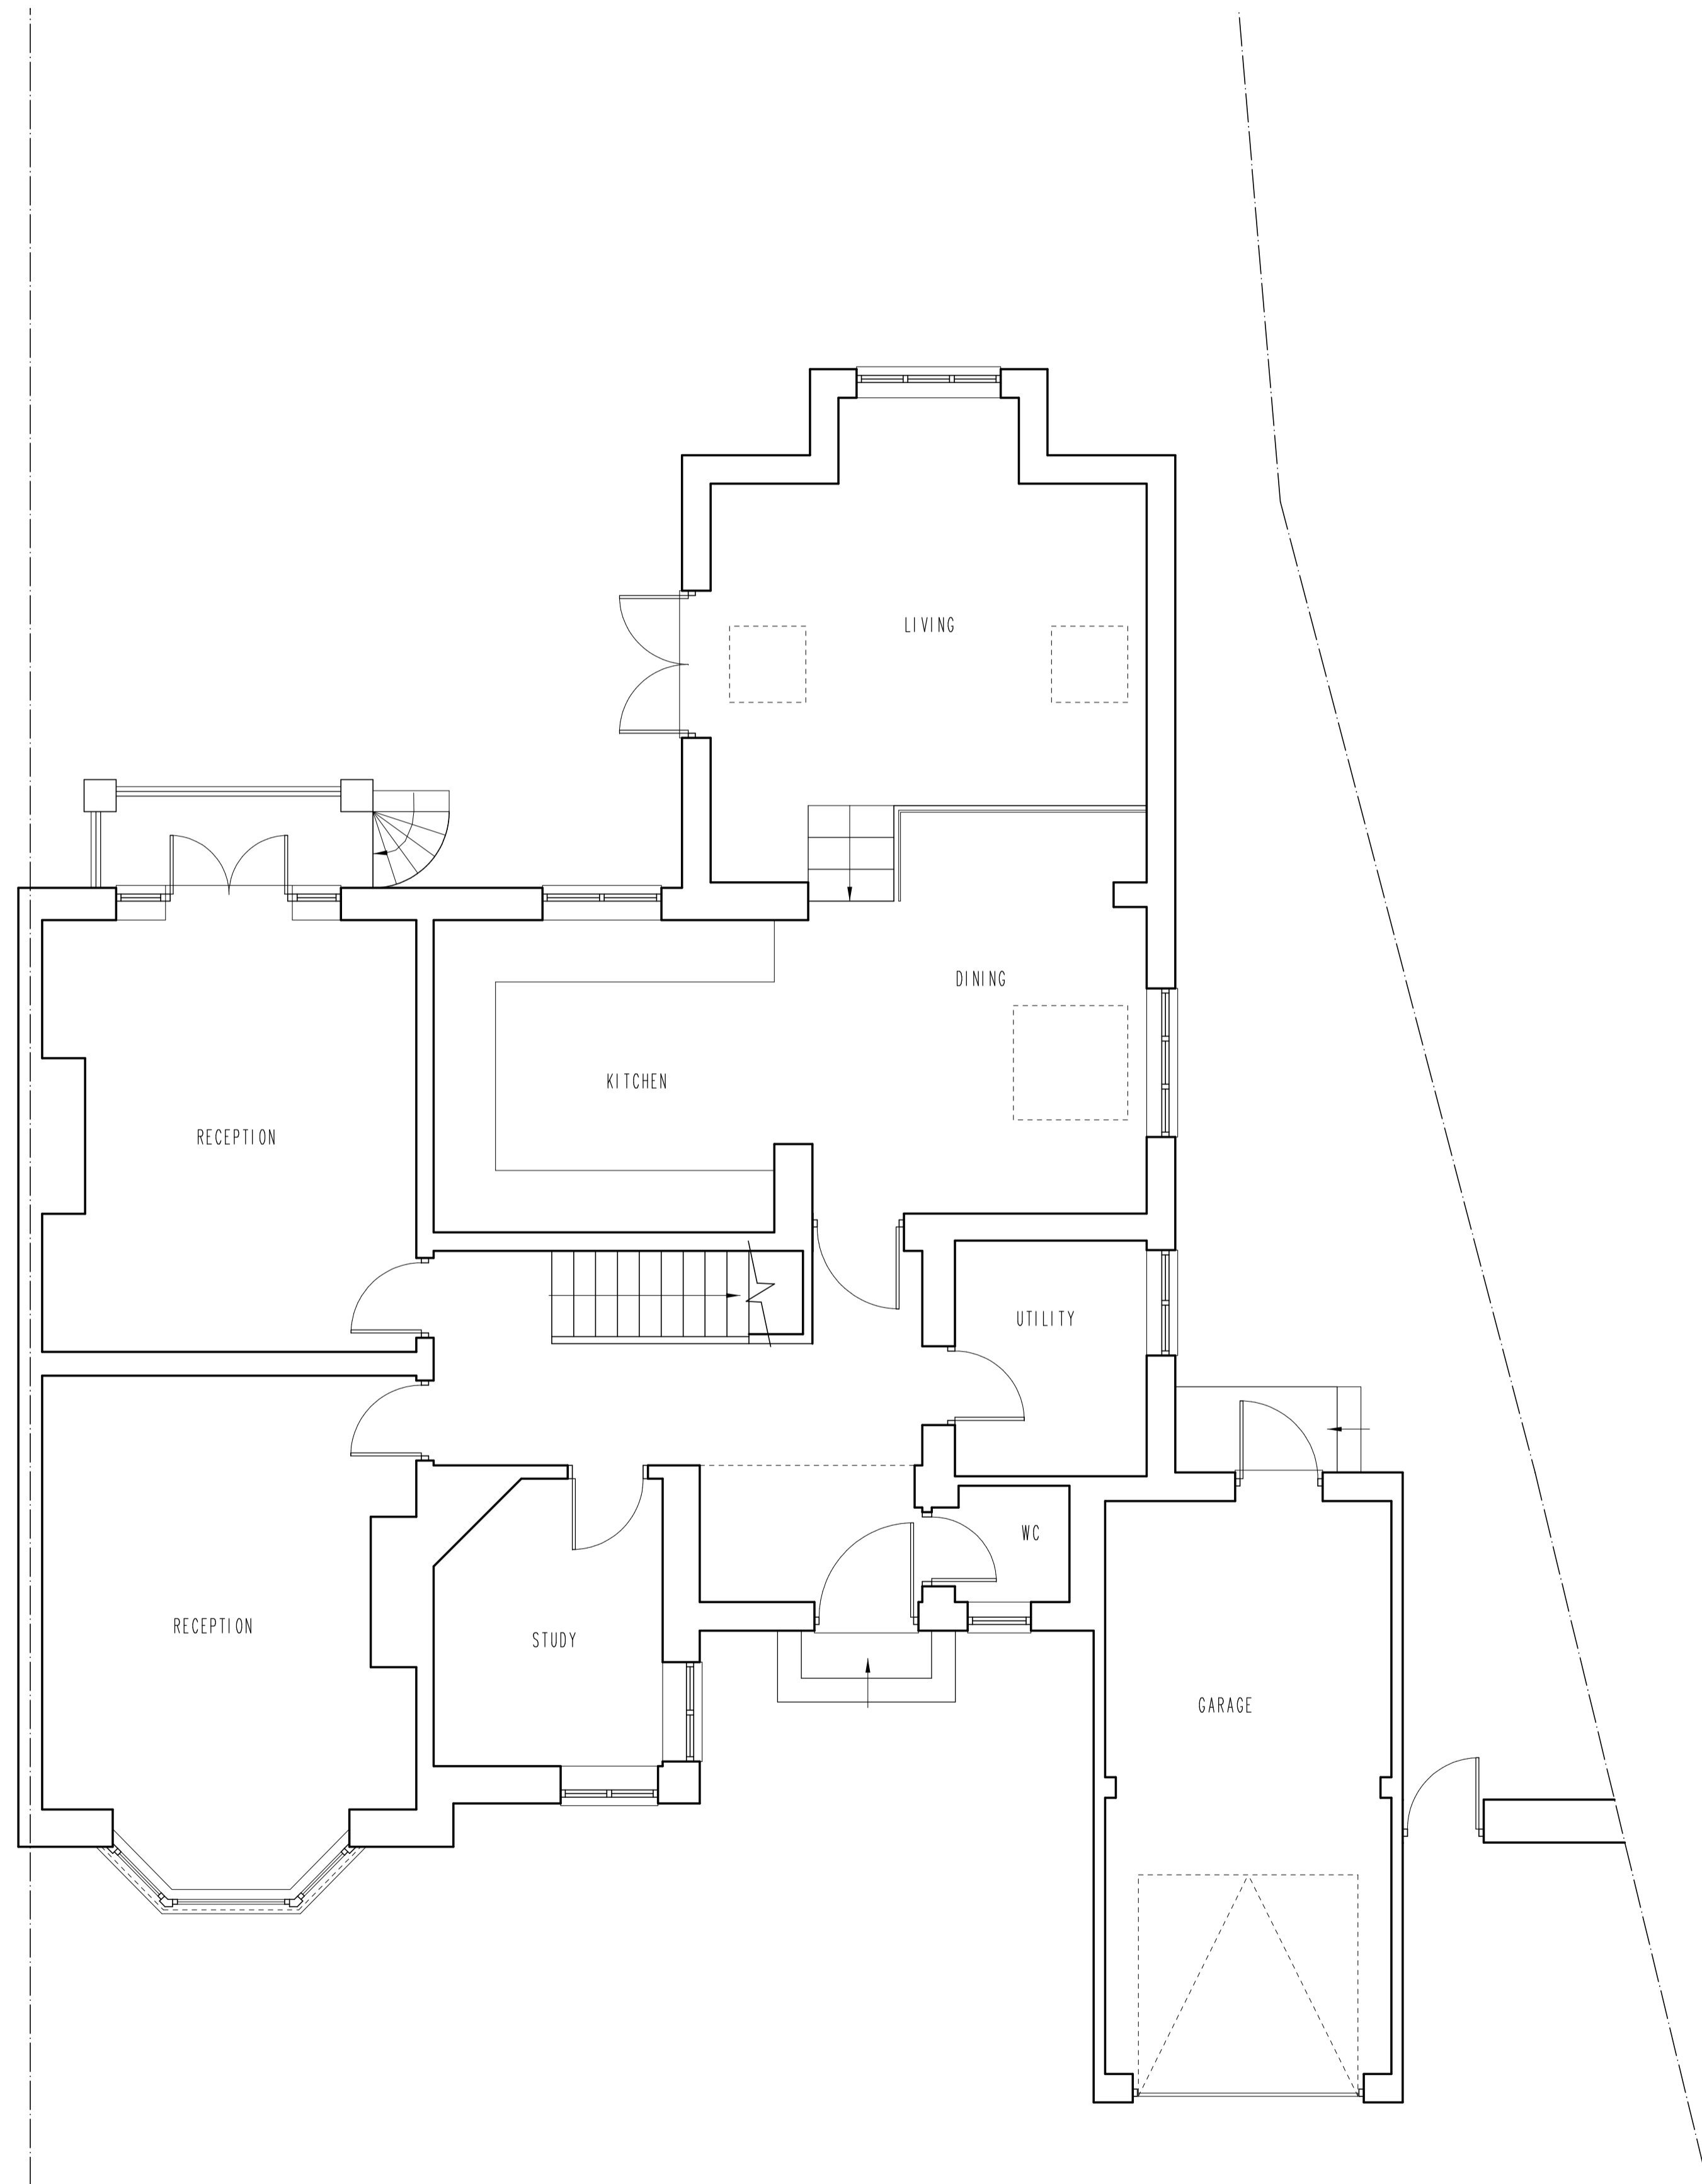 LIVING
DINING
KITCHEN
RECEPTION
UTILITY
WC
RECEPTION
STUDY
GARAGE